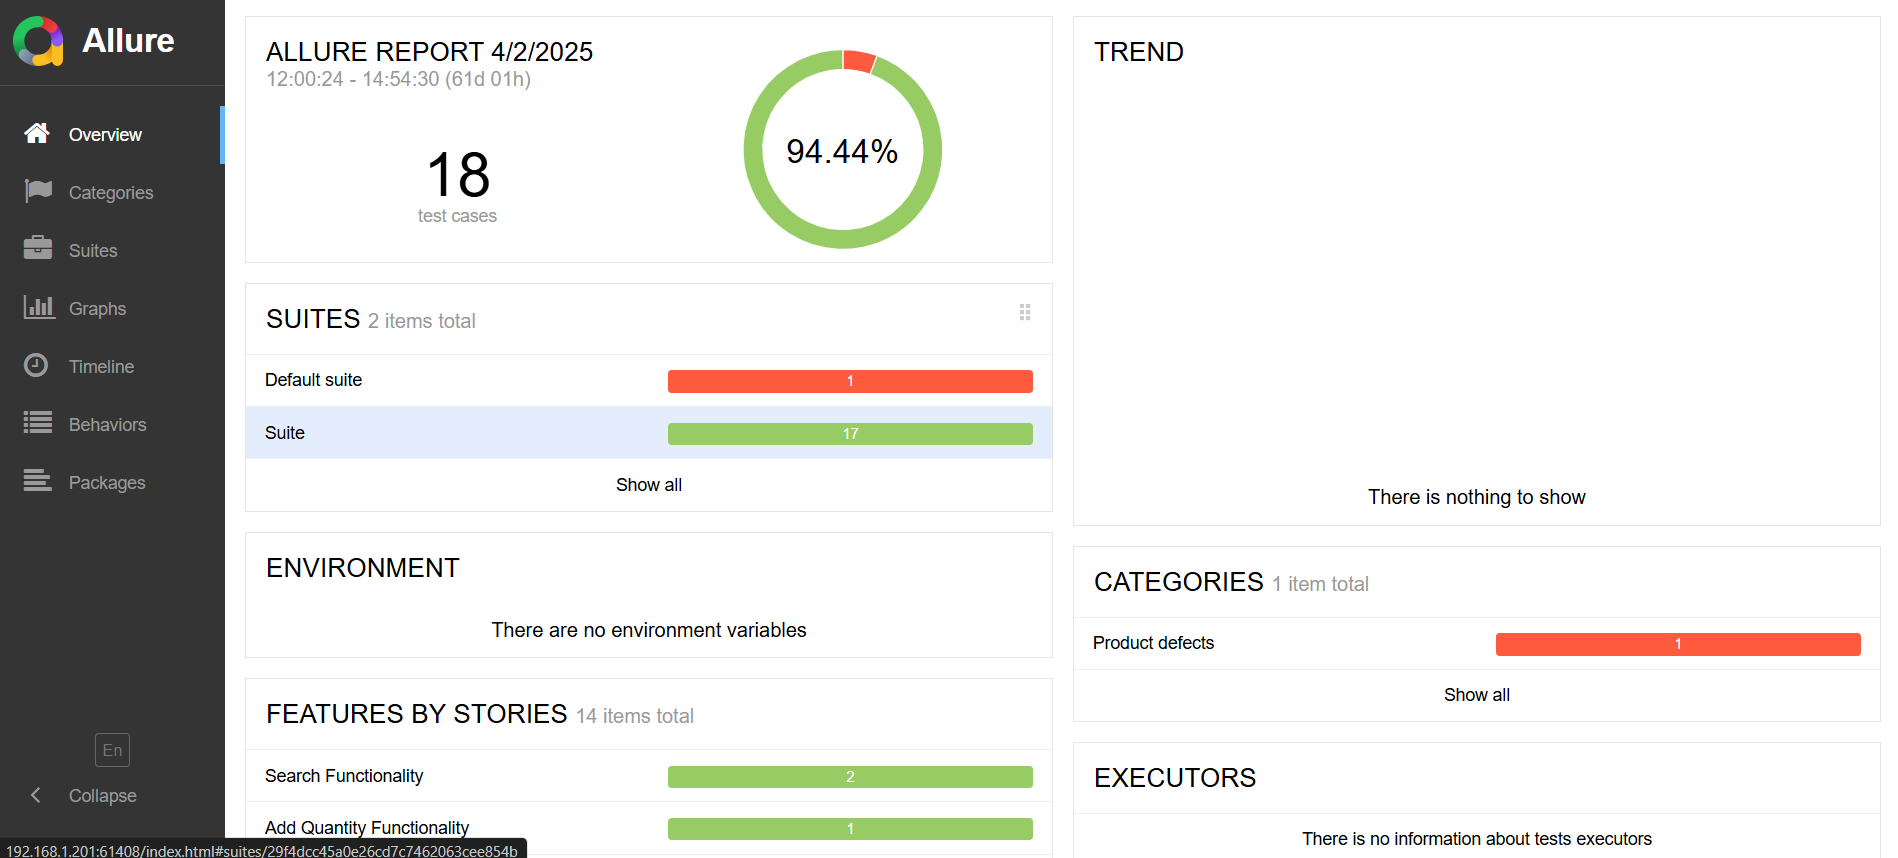 Allure
Overview
Categories
Suites
Graphs
Timeline
Behaviors
Packages
En
Collapse
ALLURE REPORT 4/2/2025
12:00:24 - 14:54:30 (61d 01h)
18
test cases
94.44%
SUITES 2 items total
Default suite 1
Suite 17
Show all
ENVIRONMENT
There are no environment variables
FEATURES BY STORIES 14 items total
Search Functionality 2
Add Quantity Functionality 1
TREND
There is nothing to show
CATEGORIES 1 item total
Product defects 1
Show all
EXECUTORS
There is no information about tests executors
192.168.1.201:61408/index.html#suites/29f4dcc45a0e26cd7c7462063cee854b